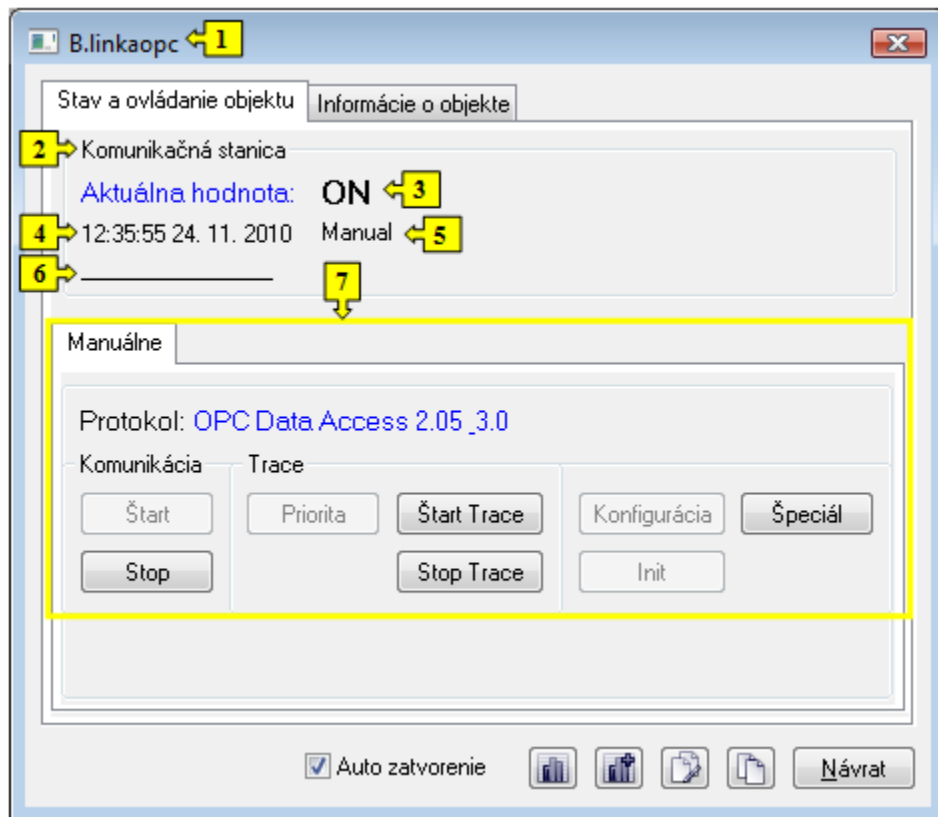 B.linkaopc 1
Stav a ovládanie objektu Informácie o objekte
2 Komunikačná stanica
Aktuálna hodnota: ON 3
4 12:35:55 24. 11. 2010 Manual 5
6 7
Manuálne
Protokol: OPC Data Access 2.05_3.0
Komunikácia Trace
Štart Priorita Štart Trace Konfigurácia Špeciál
Stop Stop Trace Init
Auto zatvorenie Návrat